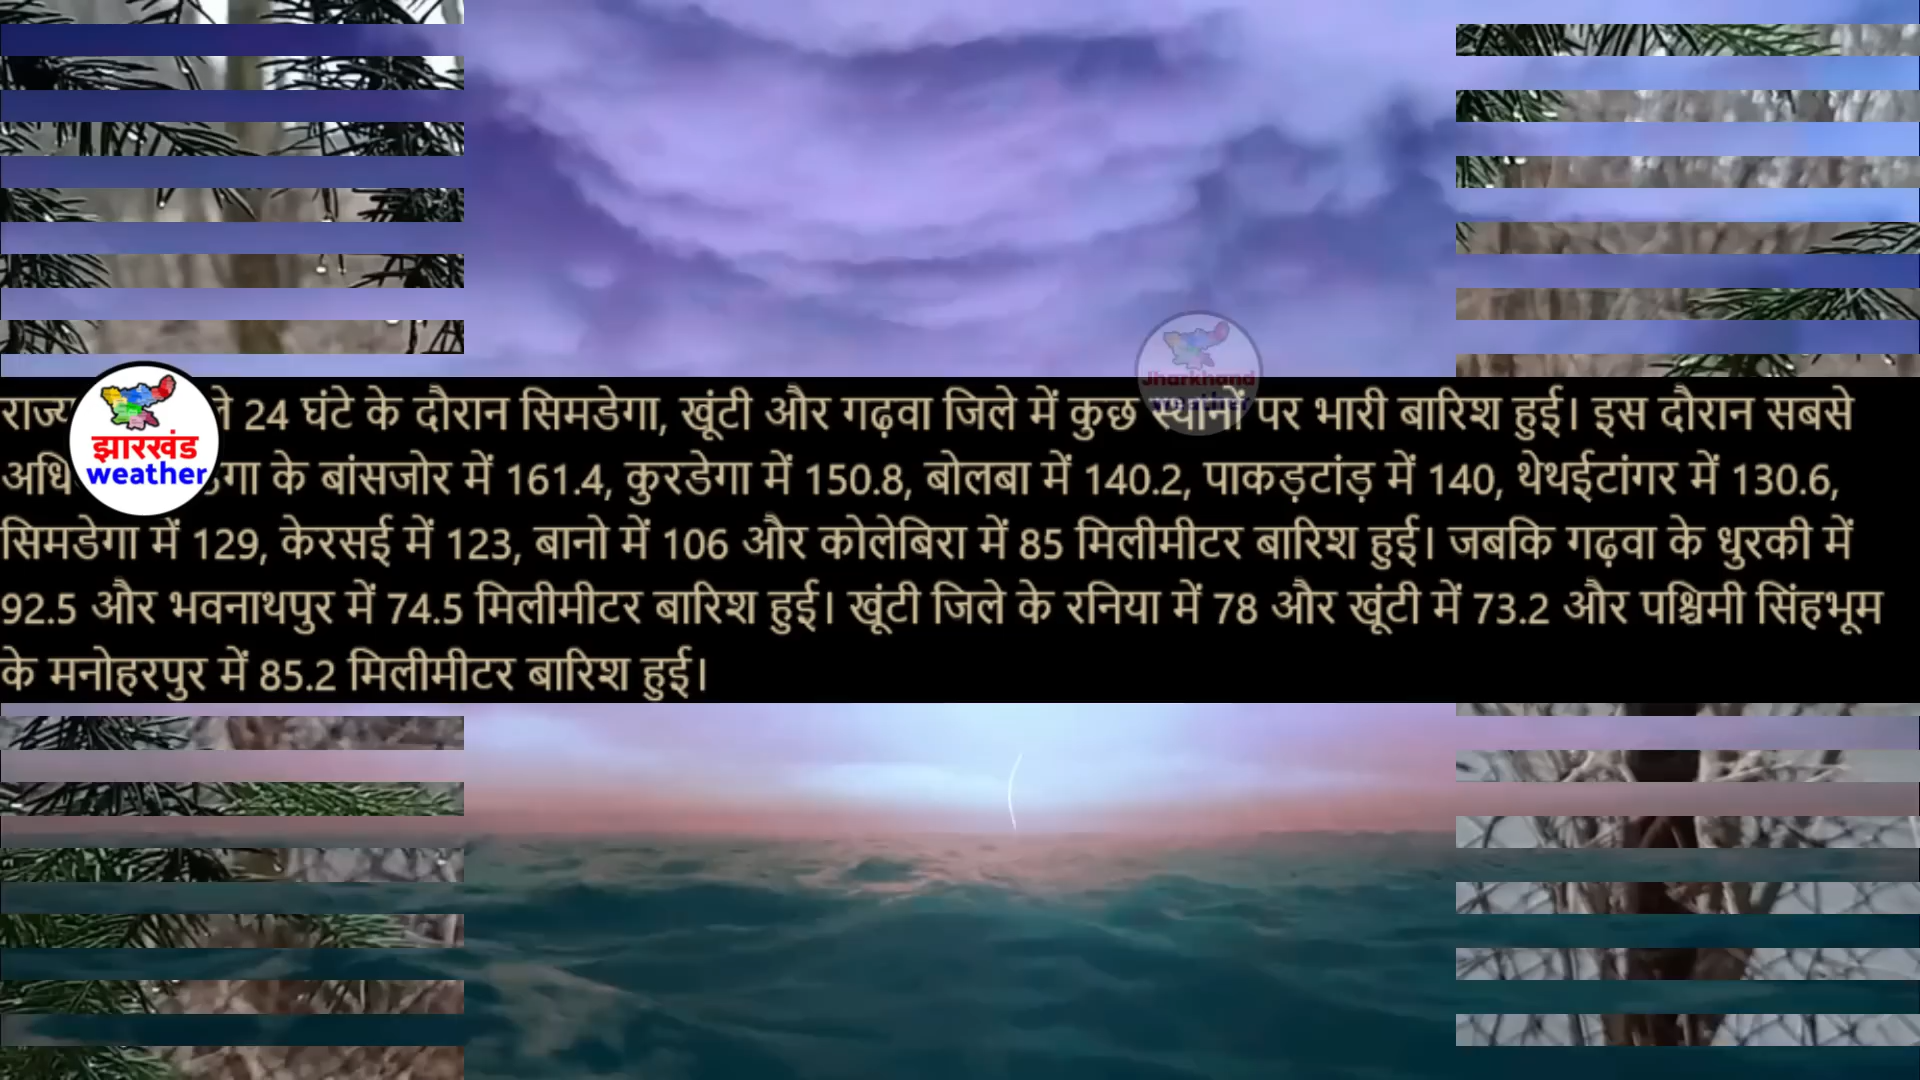 24 घंटे के दौरान सिमडेगा, खूंटी और गढ़वा जिले में कुछ स्थानों पर भारी बारिश हुई। इस दौरान सबसे
के बांसजोर में 161.4, कुरडेगा में 150.8, बोलबा में 140.2, पाकड़टांड़ में 140, थेथईटांगर में 130.6,
सिमडेगा में 129, केरसई में 123, बानो में 106 और कोलेबिरा में 85 मिलीमीटर बारिश हुई। जबकि गढ़वा के धुरकी में
92.5 और भवनाथपुर में 74.5 मिलीमीटर बारिश हुई। खूंटी जिले के रनिया में 78 और खूंटी में 73.2 और पश्चिमी सिंहभूम
के मनोहरपुर में 85.2 मिलीमीटर बारिश हुई।
झारखंड
weather
Jharkhand
weather